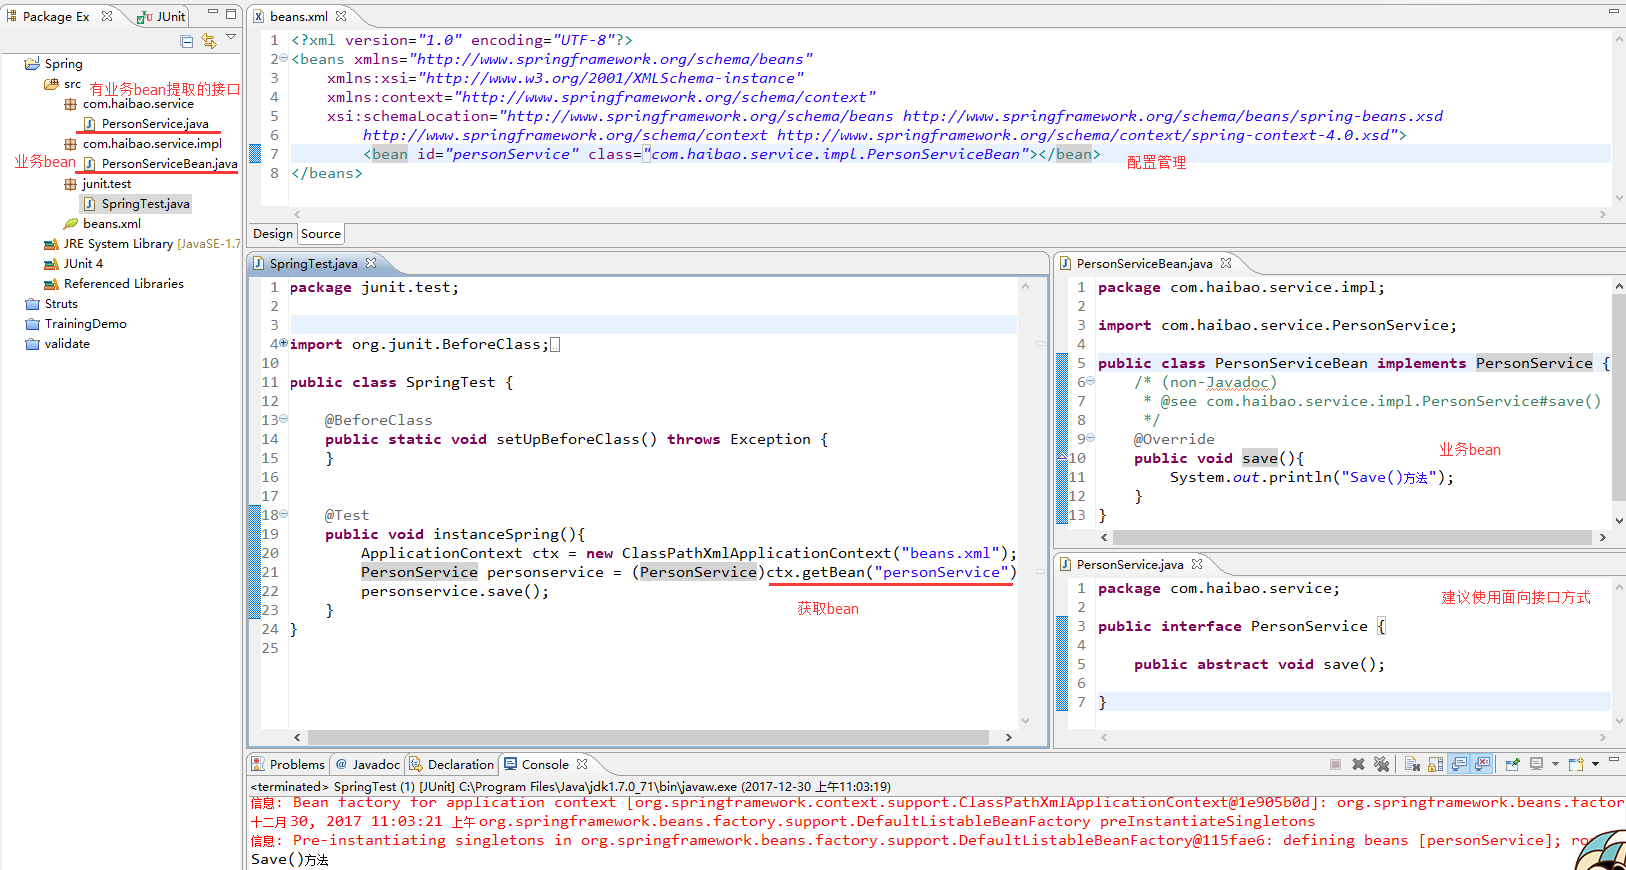 Package Ex
JUnit
Spring
src
有业务bean提取的接口
com.haibao.service
PersonService.java
com.haibao.service.impl
业务bean
PersonServiceBean.java
junit.test
SpringTest.java
beans.xml
JRE System Library [JavaSE-1.7
JUnit 4
Referenced Libraries
Struts
TrainingDemo
validate
beans.xml
1 <?xml version="1.0" encoding="UTF-8"?>
2 <beans xmlns="http://www.springframework.org/schema/beans"
3 xmlns:xsi="http://www.w3.org/2001/XMLSchema-instance"
4 xmlns:context="http://www.springframework.org/schema/context"
5 xsi:schemaLocation="http://www.springframework.org/schema/beans http://www.springframework.org/schema/beans/spring-beans.xsd
6 http://www.springframework.org/schema/context http://www.springframework.org/schema/context/spring-context-4.0.xsd">
7 <bean id="personService" class="com.haibao.service.impl.PersonServiceBean"></bean>
配置管理
8 </beans>
Design Source
SpringTest.java
1 package junit.test;
2
3
4 import org.junit.BeforeClass;
10
11 public class SpringTest {
12
13 @BeforeClass
14 public static void setUpBeforeClass() throws Exception {
15 }
16
17
18 @Test
19 public void instanceSpring(){
20 ApplicationContext ctx = new ClassPathXmlApplicationContext("beans.xml");
21 PersonService personservice = (PersonService)ctx.getBean("personService")
22 personservice.save();
获取bean
23 }
24 }
25
PersonServiceBean.java
1 package com.haibao.service.impl;
2
3 import com.haibao.service.PersonService;
4
5 public class PersonServiceBean implements PersonService {
6 /* (non-Javadoc)
7 * @see com.haibao.service.impl.PersonService#save()
8 */
9 @Override
业务bean
10 public void save(){
11 System.out.println("Save()方法");
12 }
13 }
PersonService.java
1 package com.haibao.service;
建议使用面向接口方式
2
3 public interface PersonService {
4
5 public abstract void save();
6
7 }
Problems @ Javadoc Declaration Console
<terminated> SpringTest (1) [JUnit] C:\Program Files\Java\jdk1.7.0_71\bin\javaw.exe (2017-12-30 上午11:03:19)
信息: Bean factory for application context [org.springframework.context.support.ClassPathXmlApplicationContext@1e905b0d]: org.springframework.beans.factor
十二月 30, 2017 11:03:21 上午 org.springframework.beans.factory.support.DefaultListableBeanFactory preInstantiateSingletons
信息: Pre-instantiating singletons in org.springframework.beans.factory.support.DefaultListableBeanFactory@115fae6: defining beans [personService]; ro
Save()方法